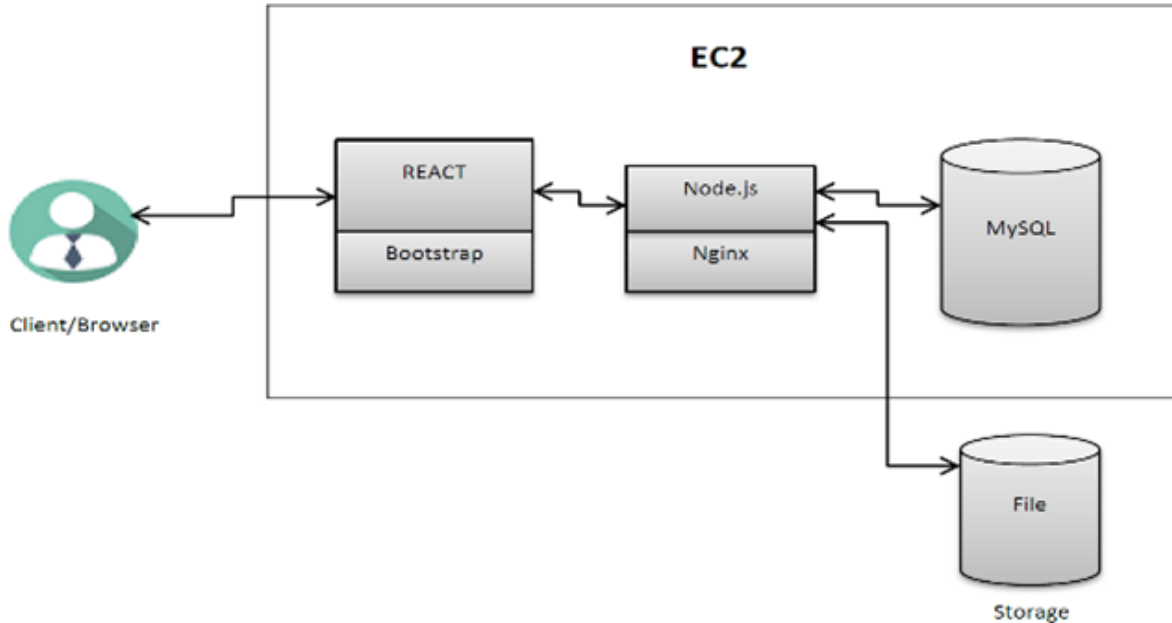 EC2
REACT
Bootstrap
Node.js
Nginx
MySQL
Client/Browser
File
Storage